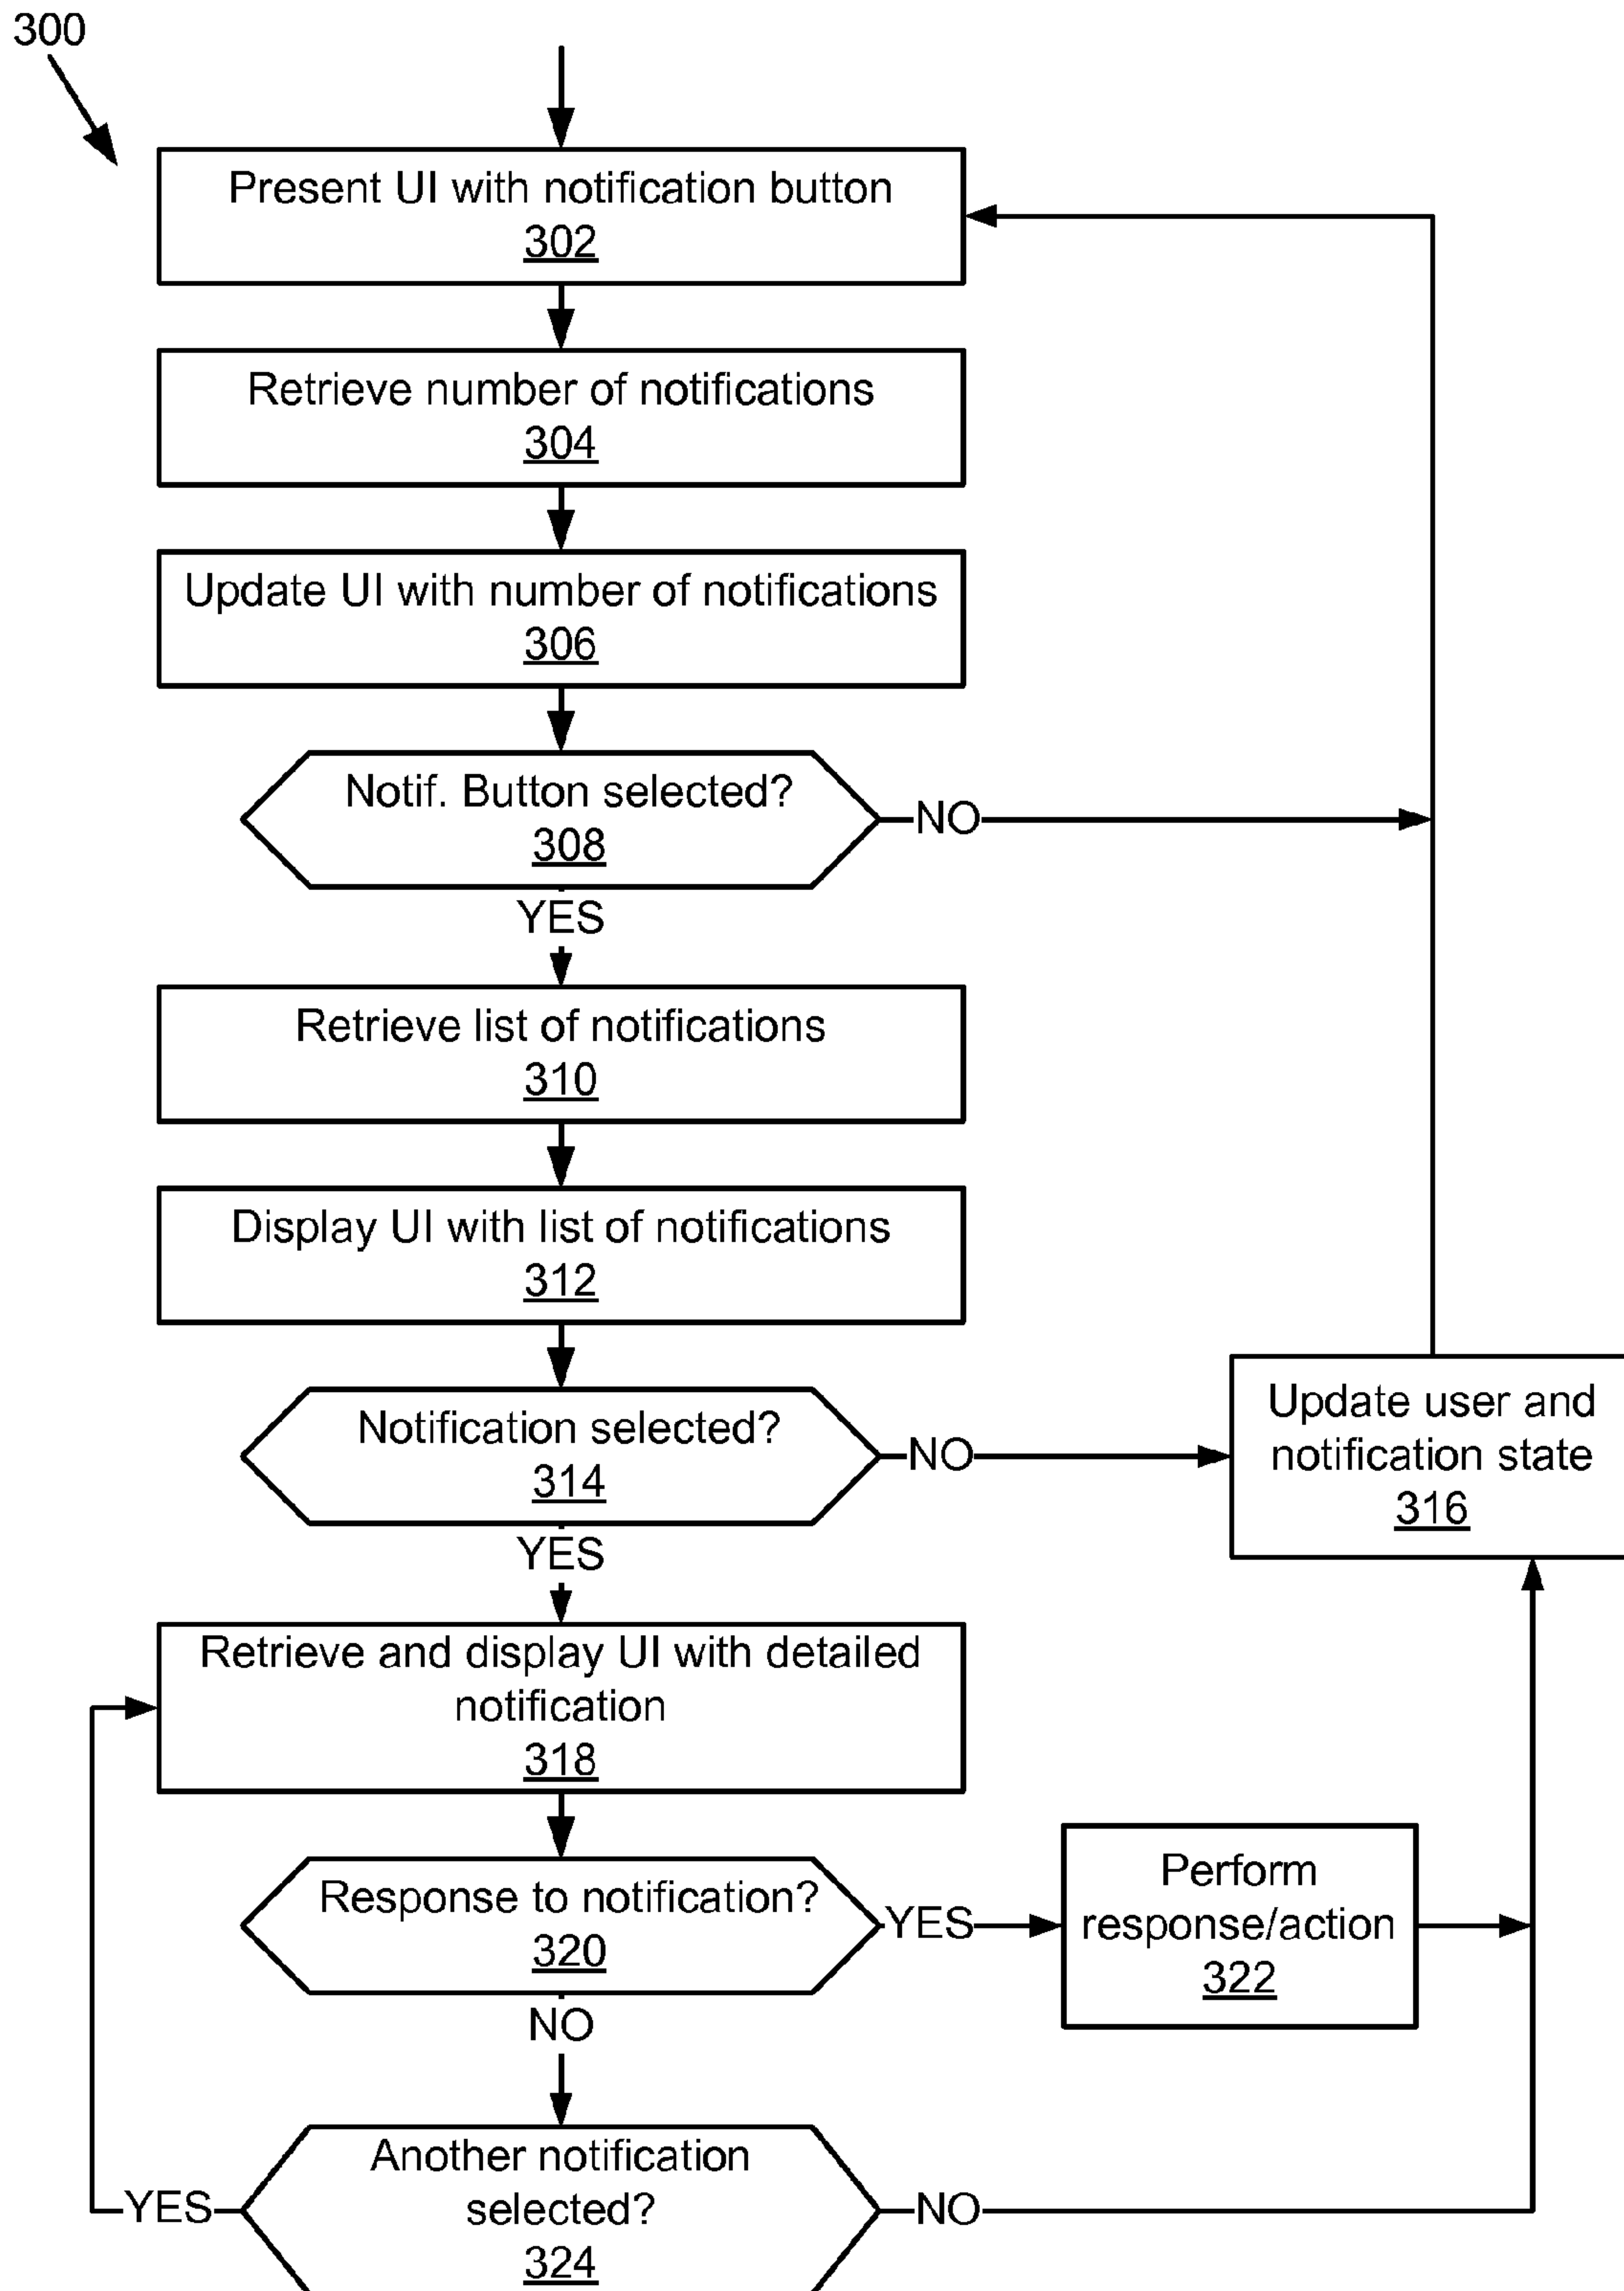 300
Present UI with notification button
302
Retrieve number of notifications
304
Update UI with number of notifications
306
Notif. Button selected?
308
NO
YES
Retrieve list of notifications
310
Display UI with list of notifications
312
Notification selected?
314
NO
Update user and
notification state
316
YES
Retrieve and display UI with detailed
notification
318
Response to notification?
320
YES
Perform
response/action
322
NO
Another notification
selected?
324
YES
NO